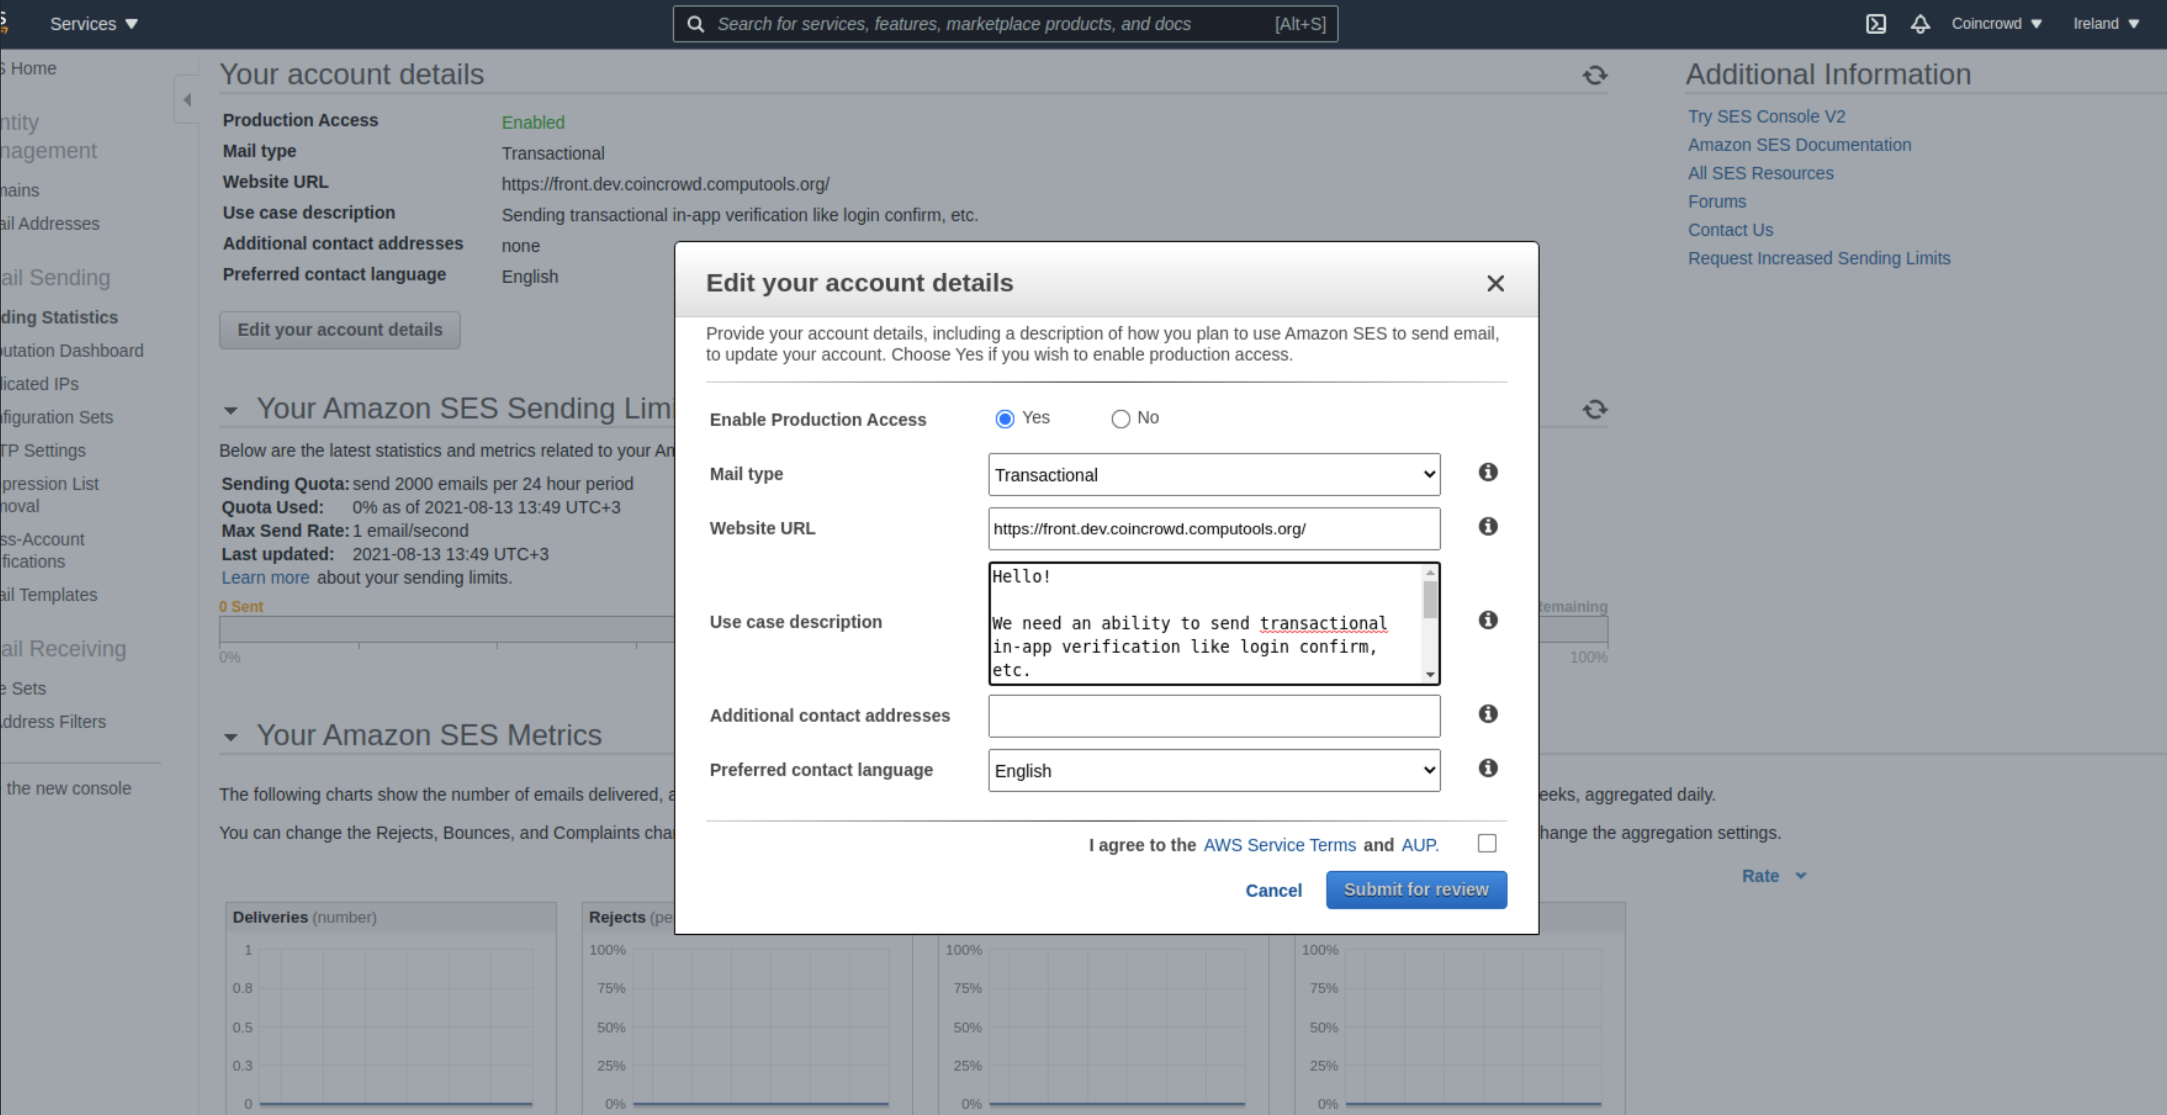 Services
Search for services, features, marketplace products, and docs
[Alt+S]
Coincrowd
Ireland
S Home
ntity
nagement
mains
ail Addresses
ail Sending
ding Statistics
utation Dashboard
licated IPs
figuration Sets
TP Settings
pression List
noval
ss-Account
ifications
ail Templates
ail Receiving
e Sets
ddress Filters
the new console
Your account details
Production Access Enabled
Mail type Transactional
Website URL https://front.dev.coincrowd.computools.org/
Use case description Sending transactional in-app verification like login confirm, etc.
Additional contact addresses none
Preferred contact language English
Edit your account details
Your Amazon SES Sending Limi
Below are the latest statistics and metrics related to your Am
Sending Quota: send 2000 emails per 24 hour period
Quota Used: 0% as of 2021-08-13 13:49 UTC+3
Max Send Rate: 1 email/second
Last updated: 2021-08-13 13:49 UTC+3
Learn more about your sending limits.
0 Sent
Remaining
0%
100%
Your Amazon SES Metrics
The following charts show the number of emails delivered, a
eeks, aggregated daily.
You can change the Rejects, Bounces, and Complaints char
hange the aggregation settings.
Rate
Deliveries (number)
1
0.8
0.5
0.3
0
Rejects (pe
100%
75%
50%
25%
0%
100%
75%
50%
25%
0%
100%
75%
50%
25%
0%
Additional Information
Try SES Console V2
Amazon SES Documentation
All SES Resources
Forums
Contact Us
Request Increased Sending Limits
Edit your account details
Provide your account details, including a description of how you plan to use Amazon SES to send email,
to update your account. Choose Yes if you wish to enable production access.
Enable Production Access Yes No
Mail type Transactional
Website URL https://front.dev.coincrowd.computools.org/
Use case description
Hello!
We need an ability to send transactional
in-app verification like login confirm,
etc.
Additional contact addresses
Preferred contact language English
I agree to the AWS Service Terms and AUP.
Cancel
Submit for review